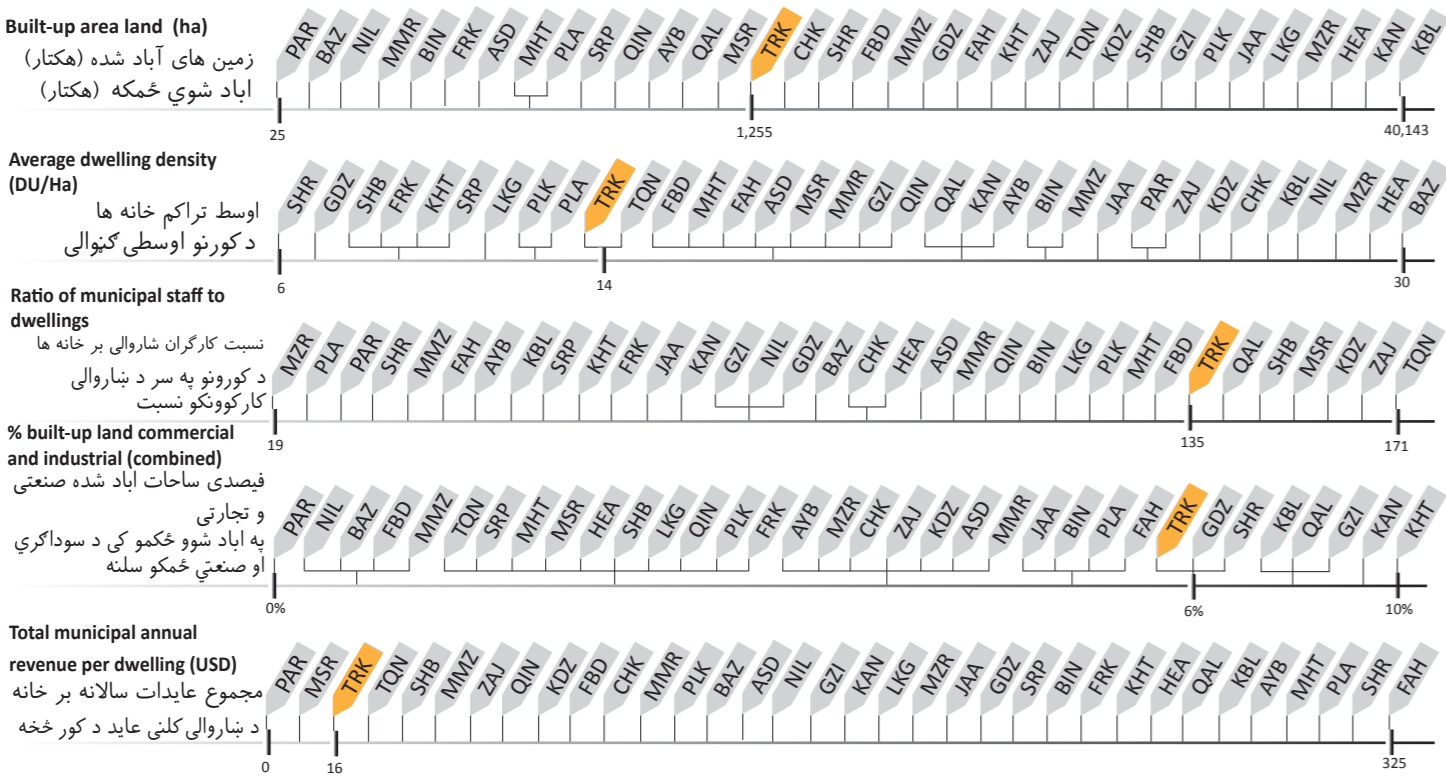 Built-up area land (ha)
زمین های آباد شده (هکتار)
اباد شوي ځمکه (هکتار)
PAR BAZ NIL MMR BIN FRK ASD MHT PLA SRP QIN AYB QAL MSR TRK CHK SHR FBD MMZ GDZ FAH KHT ZAJ TQN KDZ SHB GZI PLK JAA LKG MZR HEA KAN KBL
25 1,255 40,143
Average dwelling density
(DU/Ha)
اوسط تراکم خانه ها
د کورنو اوسطي ګڼوالی
SHR GDZ SHB FRK KHT SRP LKG PLK PLA TRK TQN FBD MHT FAH ASD MSR MMR GZI QIN QAL KAN AYB BIN MMZ JAA PAR ZAJ KDZ CHK KBL NIL MZR HEA BAZ
6 14 30
Ratio of municipal staff to
dwellings
نسبت کارگران شاروالی بر خانه ها
د کورونو په سر د ښاروالی
کارکوونکو نسبت
MZR PLA PAR SHR MMZ FAH AYB KBL SRP KHT FRK JAA KAN GZI NIL GDZ BAZ CHK HEA ASD MMR QIN BIN LKG PLK MHT FBD TRK QAL SHB MSR KDZ ZAJ TQN
19 135 171
% built-up land commercial
and industrial (combined)
فیصدی ساحات اباد شده صنعتی
و تجارتی
په اباد شوو ځکمو کی د سوداګري
او صنعتي ځمکو سلنه
PAR NIL BAZ FBD MMZ TQN SRP MHT MSR HEA SHB LKG QIN PLK FRK AYB MZR CHK ZAJ KDZ ASD MMR JAA BIN PLA FAH TRK GDZ SHR KBL QAL GZI KAN KHT
0% 6% 10%
Total municipal annual
revenue per dwelling (USD)
مجموع عایدات سالانه بر خانه
د ښاروالی کلنی عاید د کور څخه
PAR MSR TRK TQN SHB MMZ ZAJ QIN KDZ FBD CHK MMR PLK BAZ ASD NIL GZI KAN LKG MZR JAA GDZ SRP BIN FRK KHT HEA QAL KBL AYB MHT PLA SHR FAH
0 16 325